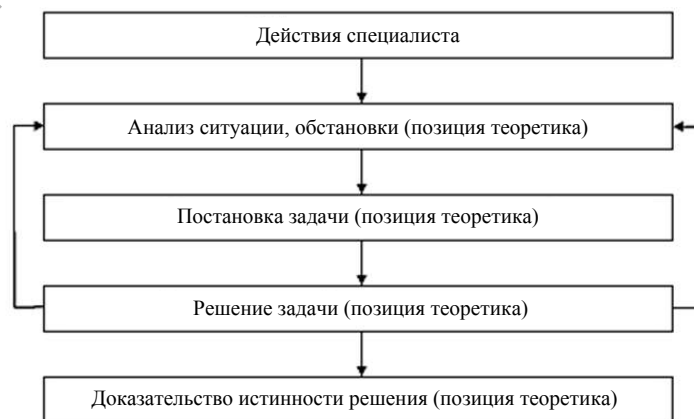 Действия специалиста
Анализ ситуации, обстановки (позиция теоретика)
Постановка задачи (позиция теоретика)
Решение задачи (позиция теоретика)
Доказательство истинности решения (позиция теоретика)